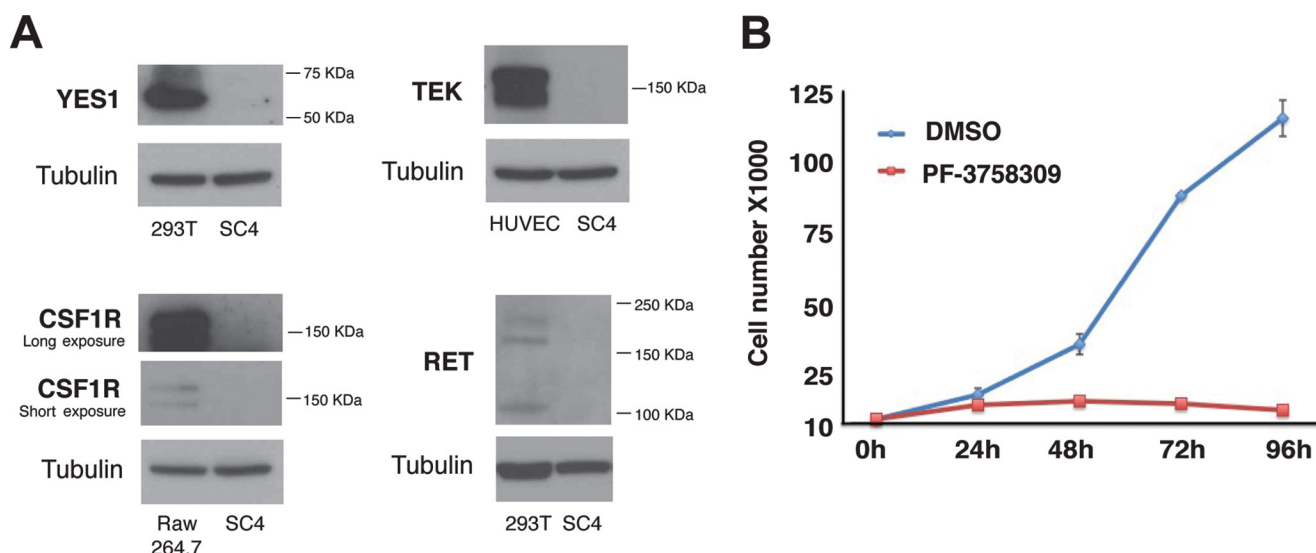 A
YES1
75 KDa
50 KDa
Tubulin
293T SC4
TEK
150 KDa
Tubulin
HUVEC SC4
CSF1R
Long exposure
150 KDa
CSF1R
Short exposure
150 KDa
Tubulin
Raw SC4
264.7
RET
250 KDa
150 KDa
100 KDa
Tubulin
293T SC4
B
Cell number X1000
125
100
75
50
25
10
DMSO
PF-3758309
0h 24h 48h 72h 96h